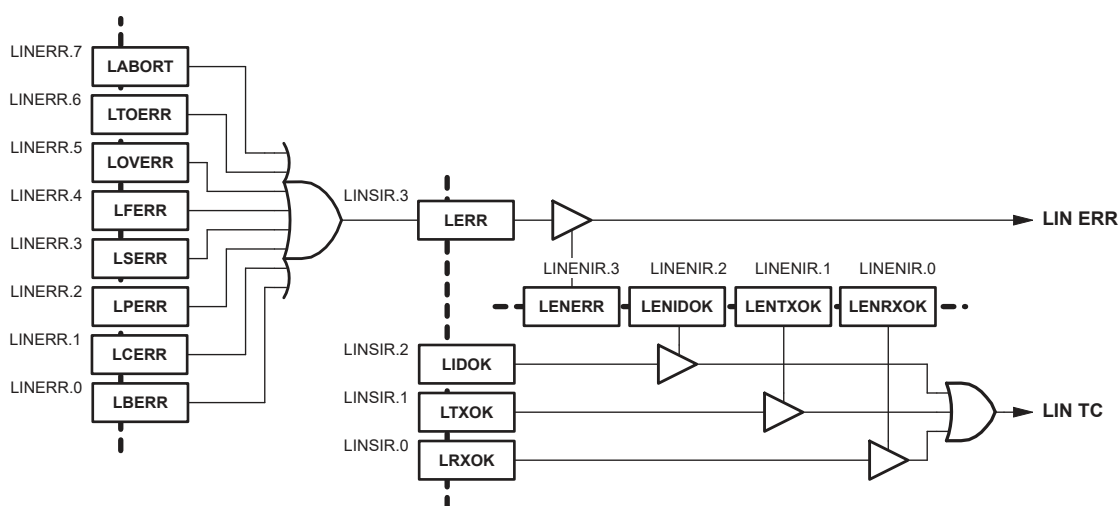 LINERR.7
LABORT
LINERR.6
LTOERR
LINERR.5
LOVERR
LINERR.4
LFERR
LINERR.3
LSERR
LINERR.2
LPERR
LINERR.1
LCERR
LINERR.0
LBERR
LINSIR.3
LERR
LIN ERR
LINENIR.3 LINENIR.2 LINENIR.1 LINENIR.0
LENERR LENIDOK LENTXOK LENRXOK
LINSIR.2
LIDOK
LINSIR.1
LTXOK
LIN TC
LINSIR.0
LRXOK